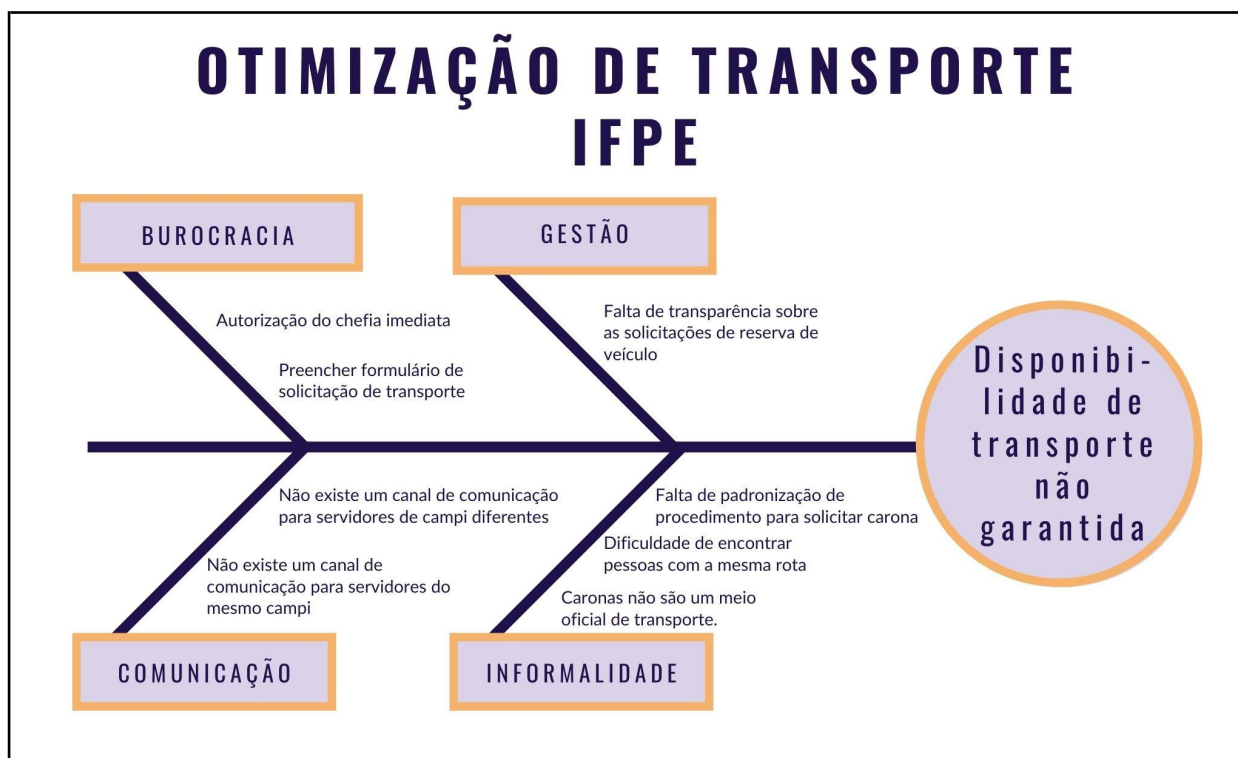 OTIMIZAÇÃO DE TRANSPORTE
IFPE
BUROCRACIA
Autorização do chefia imediata
Preencher formulário de
solicitação de transporte
GESTÃO
Falta de transparência sobre
as solicitações de reserva de
veículo
Não existe um canal de comunicação
para servidores de campi diferentes
Não existe um canal de
comunicação para servidores do
mesmo campi
COMUNICAÇÃO
Falta de padronização de
procedimento para solicitar carona
Dificuldade de encontrar
pessoas com a mesma rota
Caronas não são um meio
oficial de transporte.
INFORMALIDADE
Disponibi-
lidade de
transporte
não
garantida